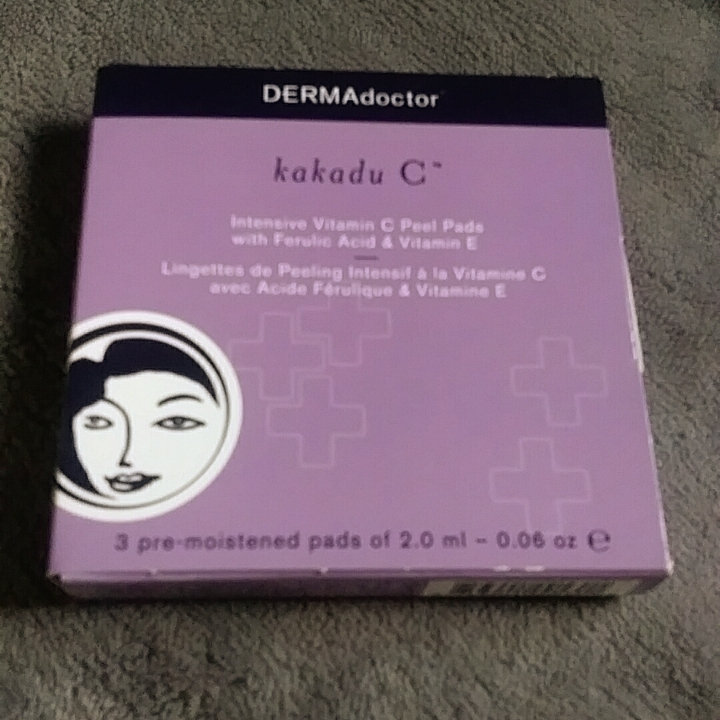 DERMAdoctor
kakadu C™
Intensive Vitamin C Peel Pads
with Ferulic Acid & Vitamin E
Lingettes de Peeling Intensif à la Vitamine C
avec Acide Férulique & Vitamine E
3 pre-moistened pads of 2.0 ml - 0.06 oz ℮